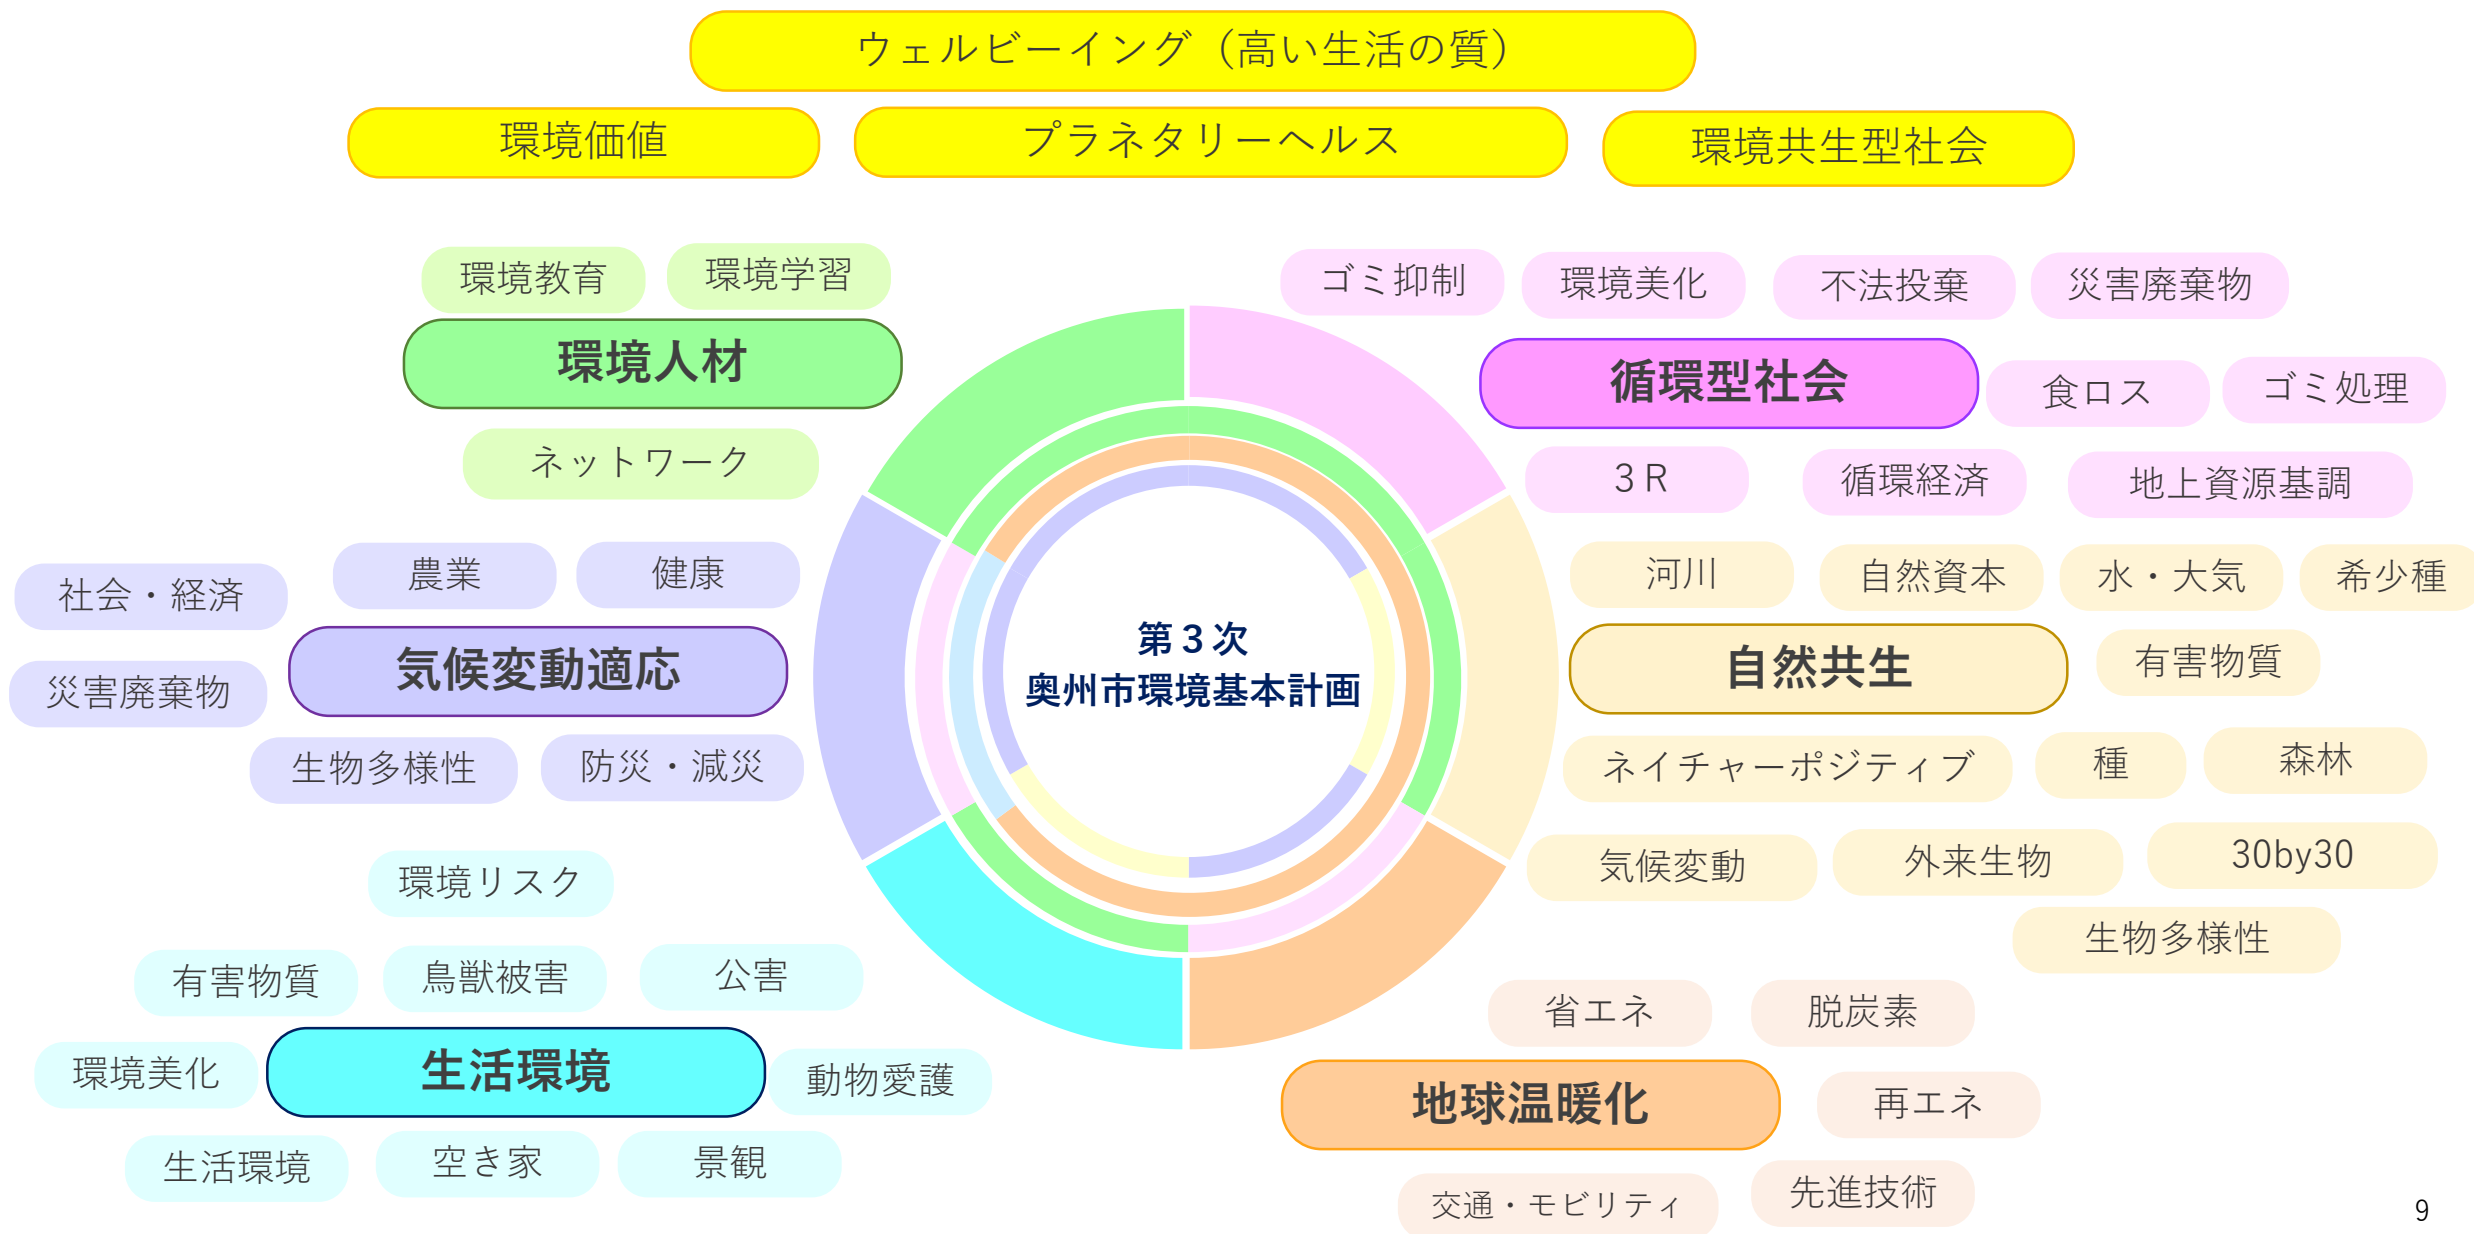 ウェルビーイング（高い生活の質）
環境価値
プラネタリーヘルス
環境共生型社会
環境教育
環境学習
環境人材
ネットワーク
ゴミ抑制
環境美化
不法投棄
災害廃棄物
循環型社会
食ロス
ゴミ処理
３Ｒ
循環経済
地上資源基調
社会・経済
農業
健康
気候変動適応
災害廃棄物
生物多様性
防災・減災
第３次
奥州市環境基本計画
河川
自然資本
水・大気
希少種
自然共生
有害物質
ネイチャーポジティブ
種
森林
気候変動
外来生物
30by30
生物多様性
環境リスク
有害物質
鳥獣被害
公害
環境美化
生活環境
動物愛護
生活環境
空き家
景観
省エネ
脱炭素
地球温暖化
再エネ
交通・モビリティ
先進技術
9